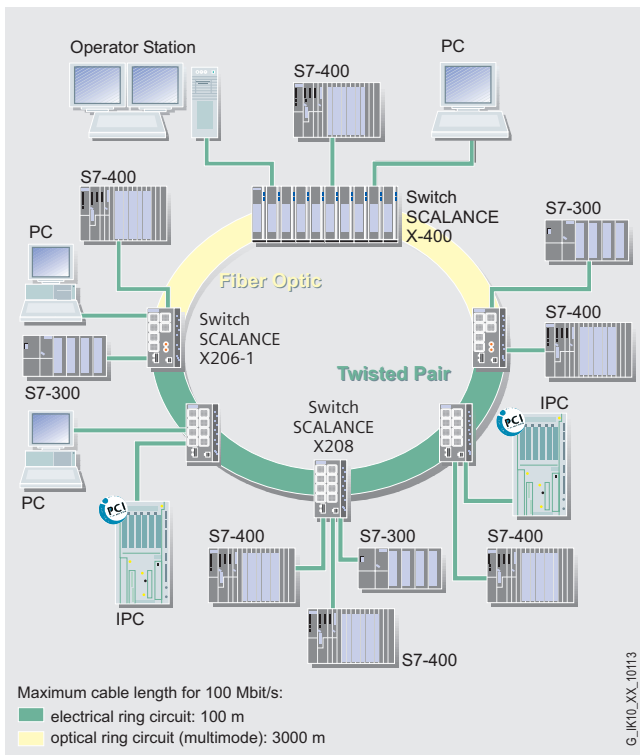 Operator Station
PC
S7-400
S7-400
Switch
SCALANCE
X-400
S7-300
PC
Fiber Optic
Switch
SCALANCE
X206-1
S7-400
S7-300
Twisted Pair
Switch
SCALANCE
X208
PCI
IPC
PC
PCI
IPC
S7-400
S7-300
S7-400
S7-400
Maximum cable length for 100 Mbit/s:
electrical ring circuit: 100 m
optical ring circuit (multimode): 3000 m
G_IK10_XX_10113